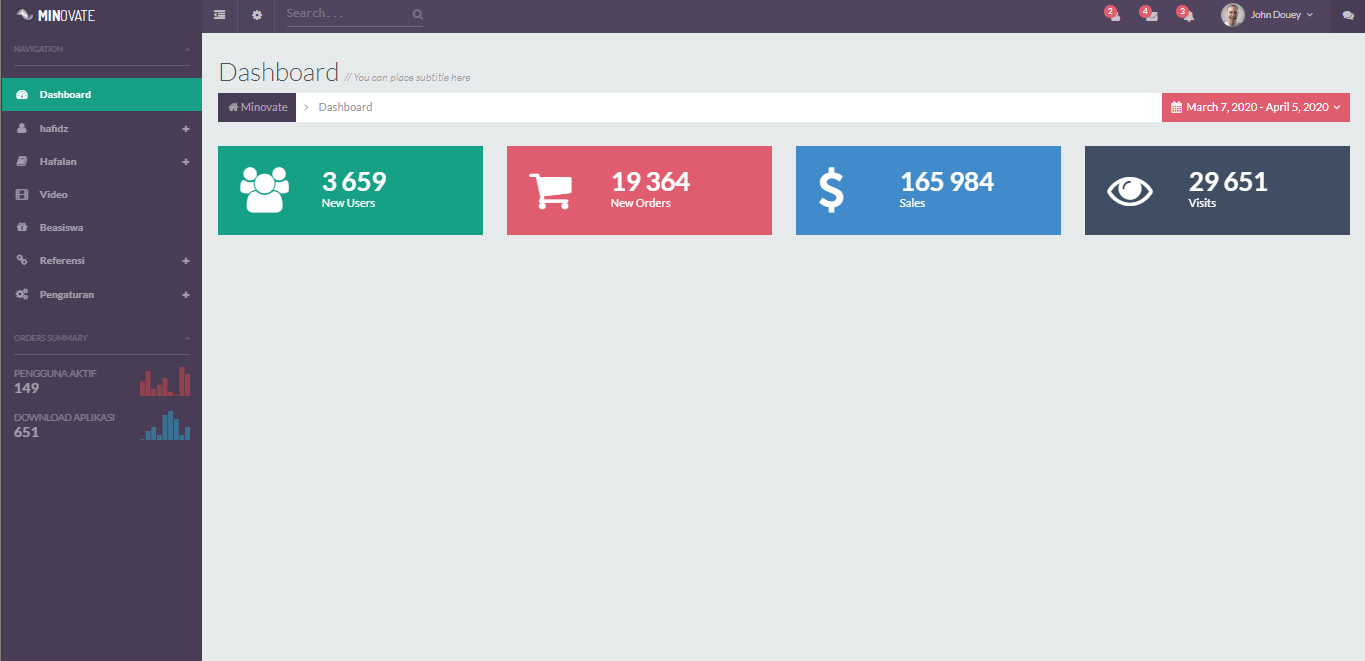 MINOVATE
Search . . .
2
4
3
John Douey
NAVIGATION
Dashboard
hafidz
Hafalan
Video
Beasiswa
Referensi
Pengaturan
ORDERS SUMMARY
PENGGUNA AKTIF
149
DOWNLOAD APLIKASI
651
Dashboard // You can place subtitle here
Minovate > Dashboard
March 7, 2020 - April 5, 2020
3 659
New Users
19 364
New Orders
165 984
Sales
29 651
Visits